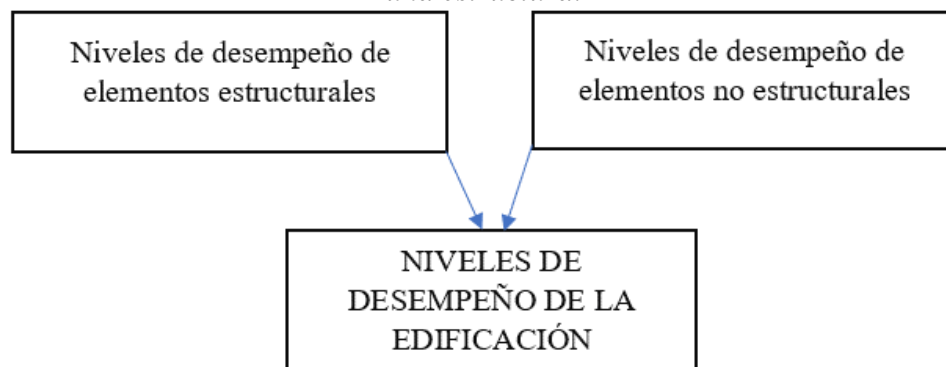 Niveles de desempeño de
elementos estructurales
Niveles de desempeño de
elementos no estructurales
NIVELES DE
DESEMPEÑO DE LA
EDIFICACIÓN